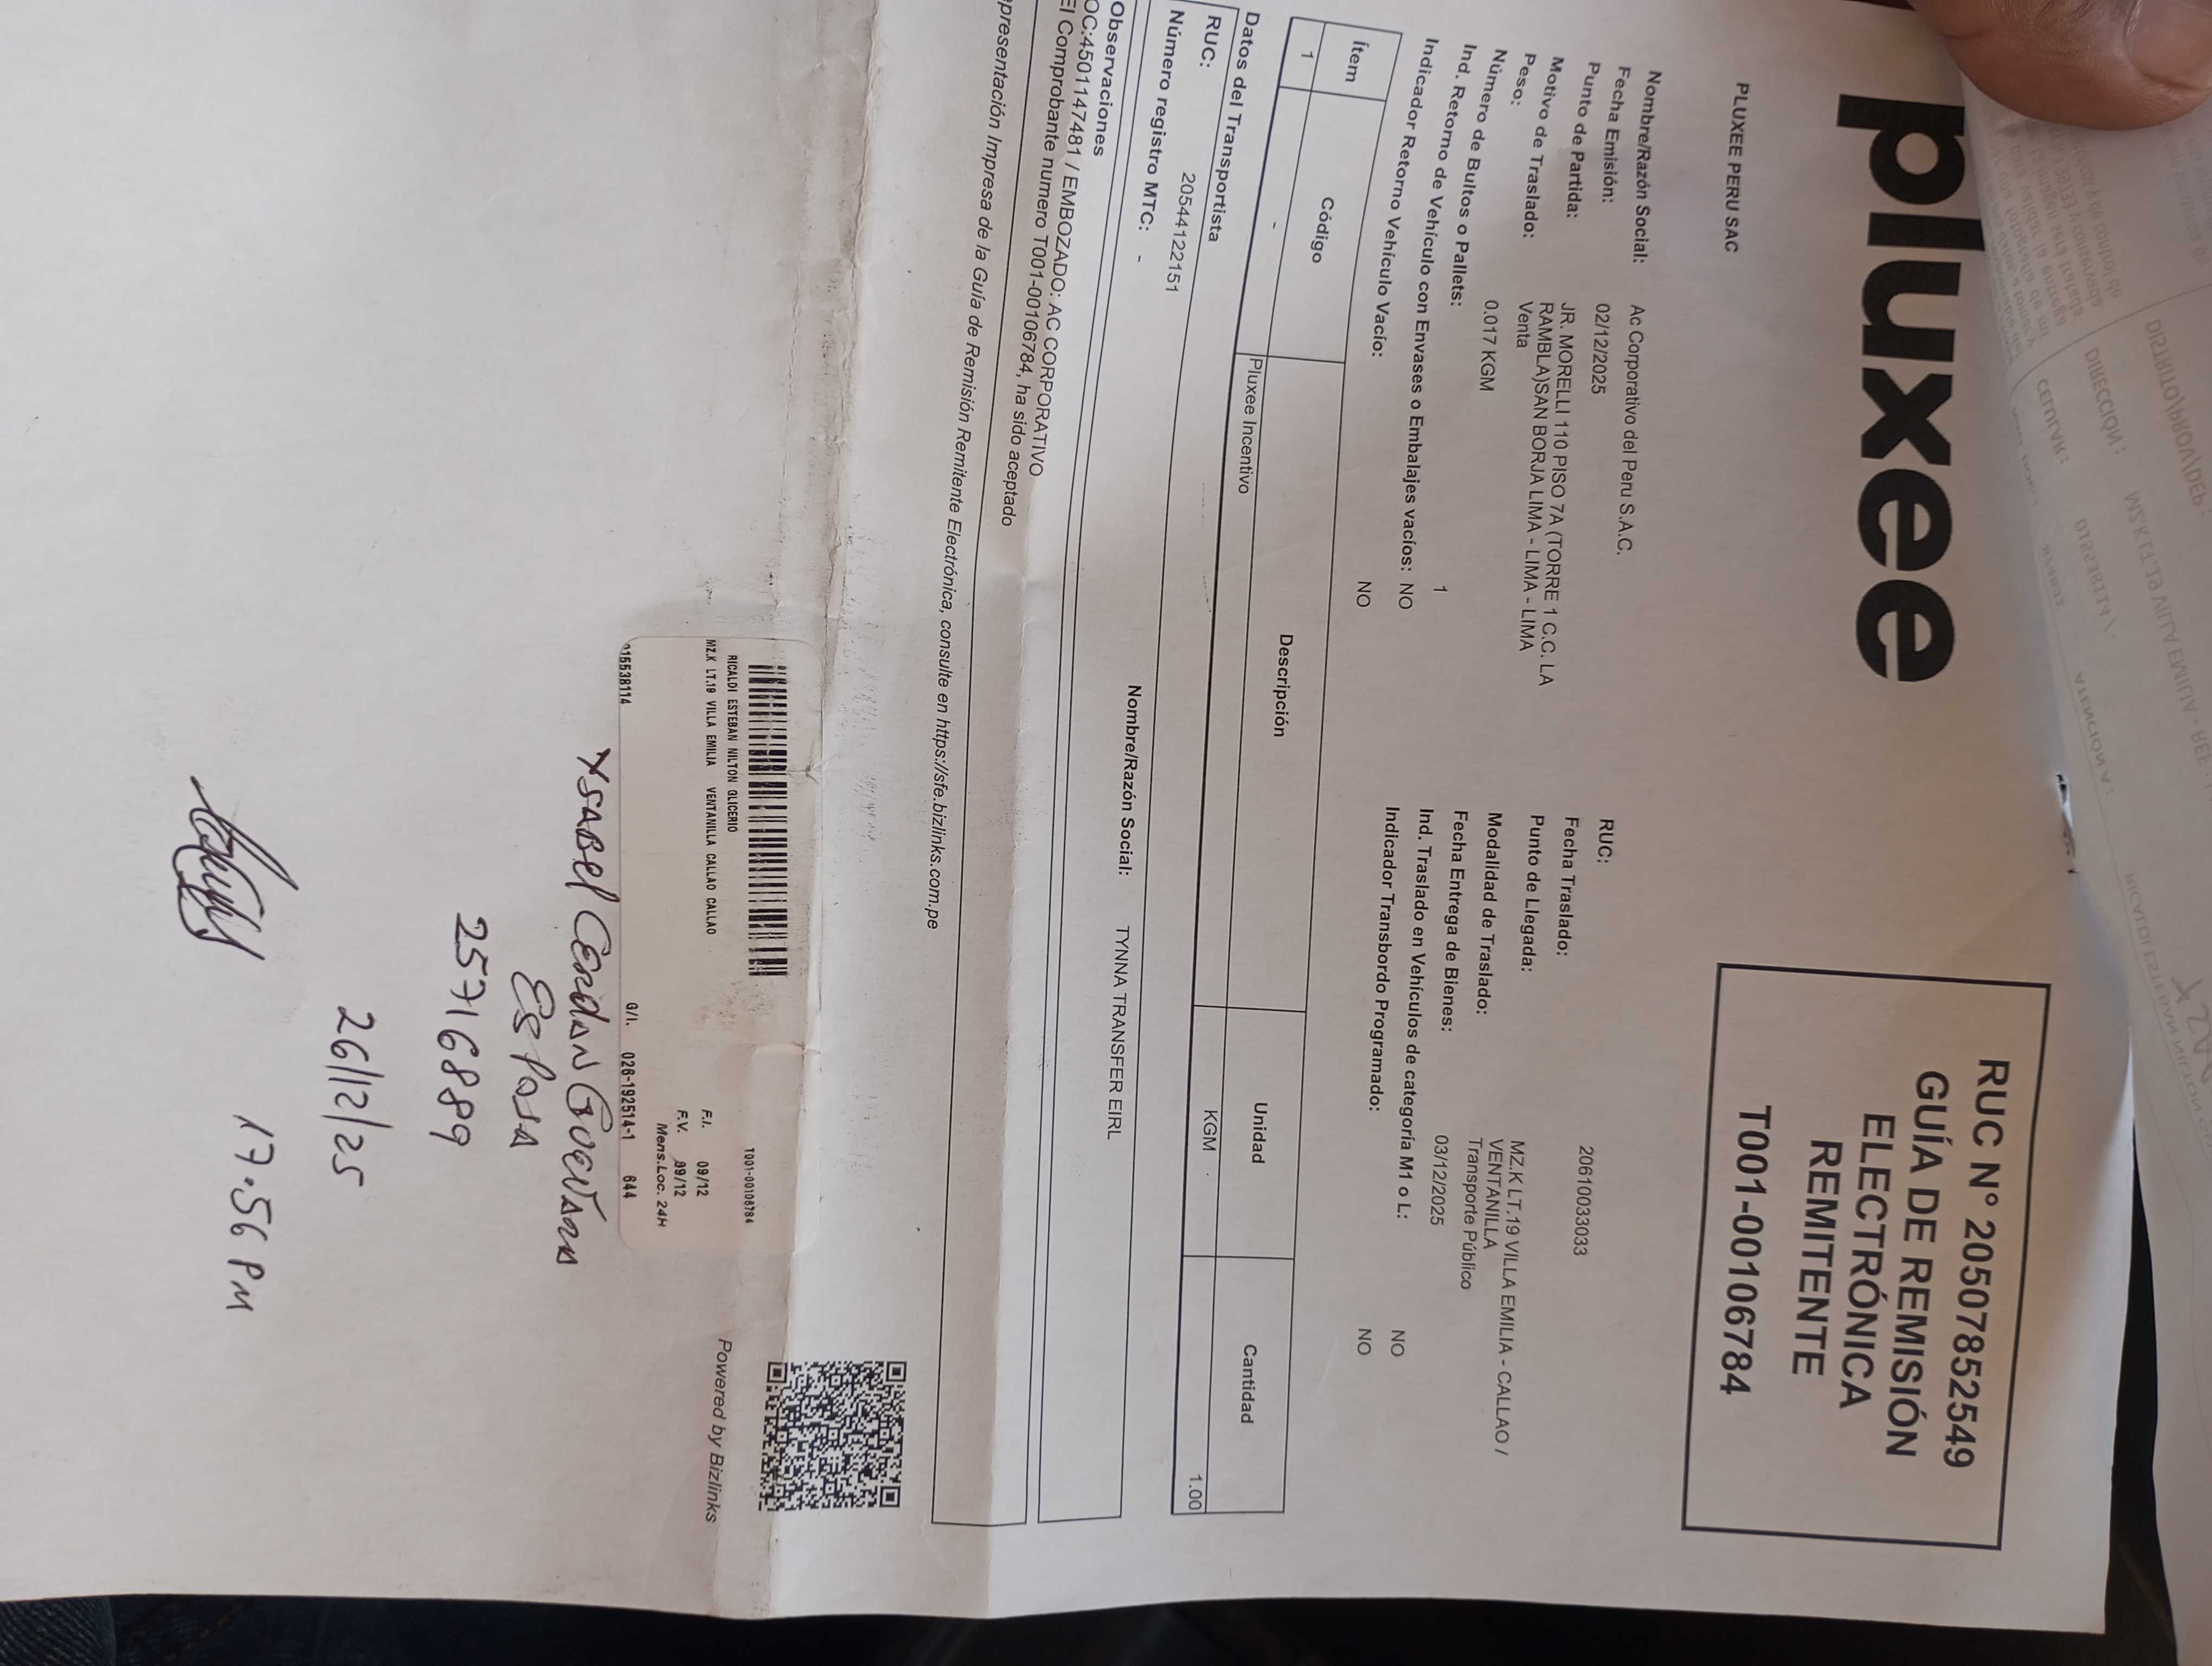 pluxee
RUC N° 20507852549
GUÍA DE REMISIÓN
ELECTRÓNICA
REMITENTE
T001-00106784
PLUXEE PERU SAC
Nombre/Razón Social: Ac Corporativo del Peru S.A.C.
RUC: 20610033033
Fecha Emisión: 02/12/2025
Fecha Traslado:
Punto de Partida: JR. MORELLI 110 PISO 7A (TORRE 1 C.C. LA
RAMBLA)SAN BORJA LIMA - LIMA - LIMA
Punto de Llegada: MZ.K LT.19 VILLA EMILIA - CALLAO /
VENTANILLA
Motivo de Traslado: Venta
Modalidad de Traslado: Transporte Público
Peso: 0.017 KGM
Fecha Entrega de Bienes: 03/12/2025
Número de Bultos o Pallets: 1
Ind. Traslado en Vehículos de categoría M1 o L: NO
Ind. Retorno de Vehículo con Envases o Embalajes vacíos: NO
Indicador Transbordo Programado: NO
Indicador Retorno Vehículo Vacío: NO
Ítem Código Descripción Unidad Cantidad
1 - Pluxee Incentivo KGM 1.00
Datos del Transportista
RUC: 20544122151
Nombre/Razón Social: TYNNA TRANSFER EIRL
Número registro MTC: -
Observaciones
OC:4501147481 / EMBOZADO: AC CORPORATIVO
El Comprobante numero T001-00106784, ha sido aceptado
presentación Impresa de la Guía de Remisión Remitente Electrónica, consulte en https://sfe.bizlinks.com.pe
Powered by Bizlinks
T001-00106784
RICALDI ESTEBAN NILTON GLICERIO
F.I. 09/12
MZ.K LT.19 VILLA EMILIA VENTANILLA CALLAO CALLAO
F.V. 09/12
Mens.Loc. 24H
G/I. 026-192514-1 644
Ysabel Cerdan Guevara
Esposa
25716889
26/12/25
17:56 PM
DISTRITO\PROV\DEP:
DIRECCION: